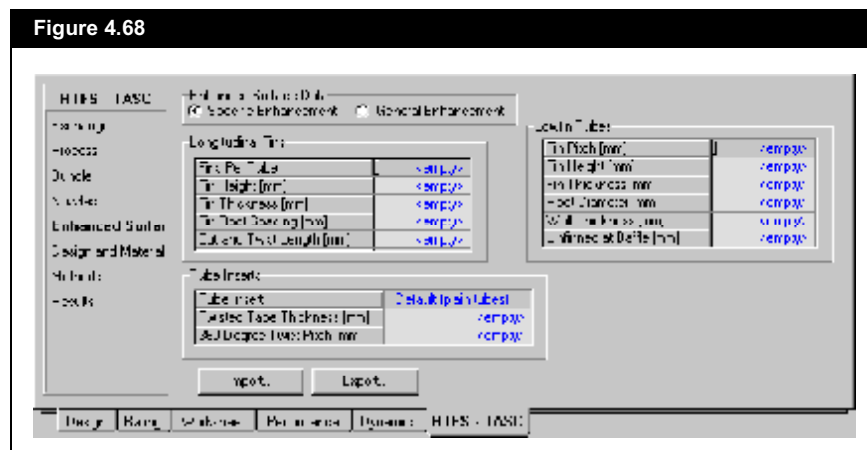 Figure 4.68
HTFS - TASC
Exchanger
Process
Bundle
Nozzles
Enhanced Surfac
Design and Material
Methods
Results
Enhanced Surface Data
Specific Enhancement
General Enhancement
Longitudinal Fins
Fins Per Tube <empty>
Fin Height [mm] <empty>
Fin Thickness [mm] <empty>
Fin Root Spacing [mm] <empty>
Cut and Twist Length [mm] <empty>
Lowfin Tubes
Fin Pitch [mm] <empty>
Fin Height [mm] <empty>
Fin Thickness [mm] <empty>
Root Diameter [mm] <empty>
Wall Thickness [mm] <empty>
Unfinned at Baffle [mm] <empty>
Tube Inserts
Tube Insert Default (plain tubes)
Twisted Tape Thickness [mm] <empty>
360 Degree Twist Pitch [mm] <empty>
Import... Export...
Design Rating Worksheet Performance Dynamics HTFS - TASC